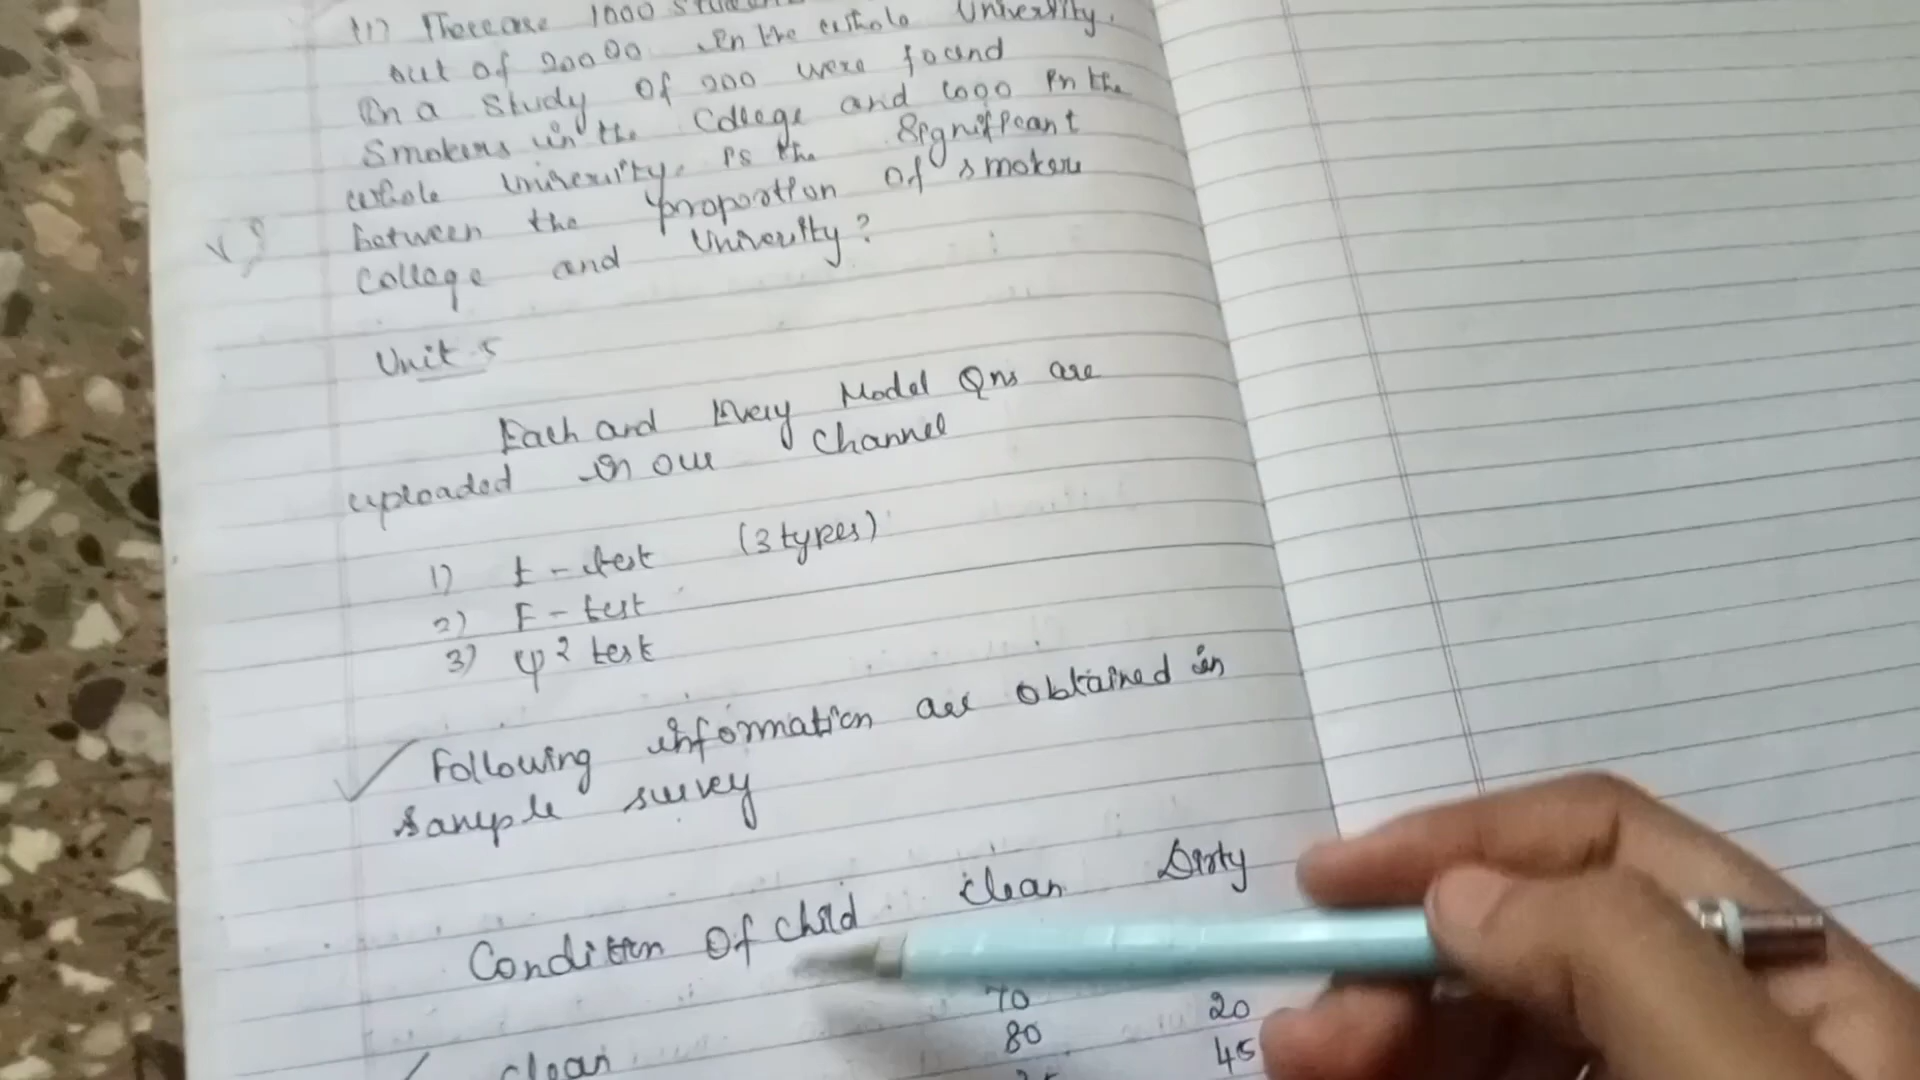 11) There are 1000 students
out of 20000 in the whole University.
In a study of 200 were found
smokers in the College and 1000 in the
whole University. Is the Significant
between the proportion of smokers
College and University?
Unit 5
Each and Every Model Qns are
uploaded in our Channel
1) t - test (3 types)
2) F - test
3) ψ² test
Following information are obtained in
sample survey
Condition of child clean Dirty
70 20
clean 80 45